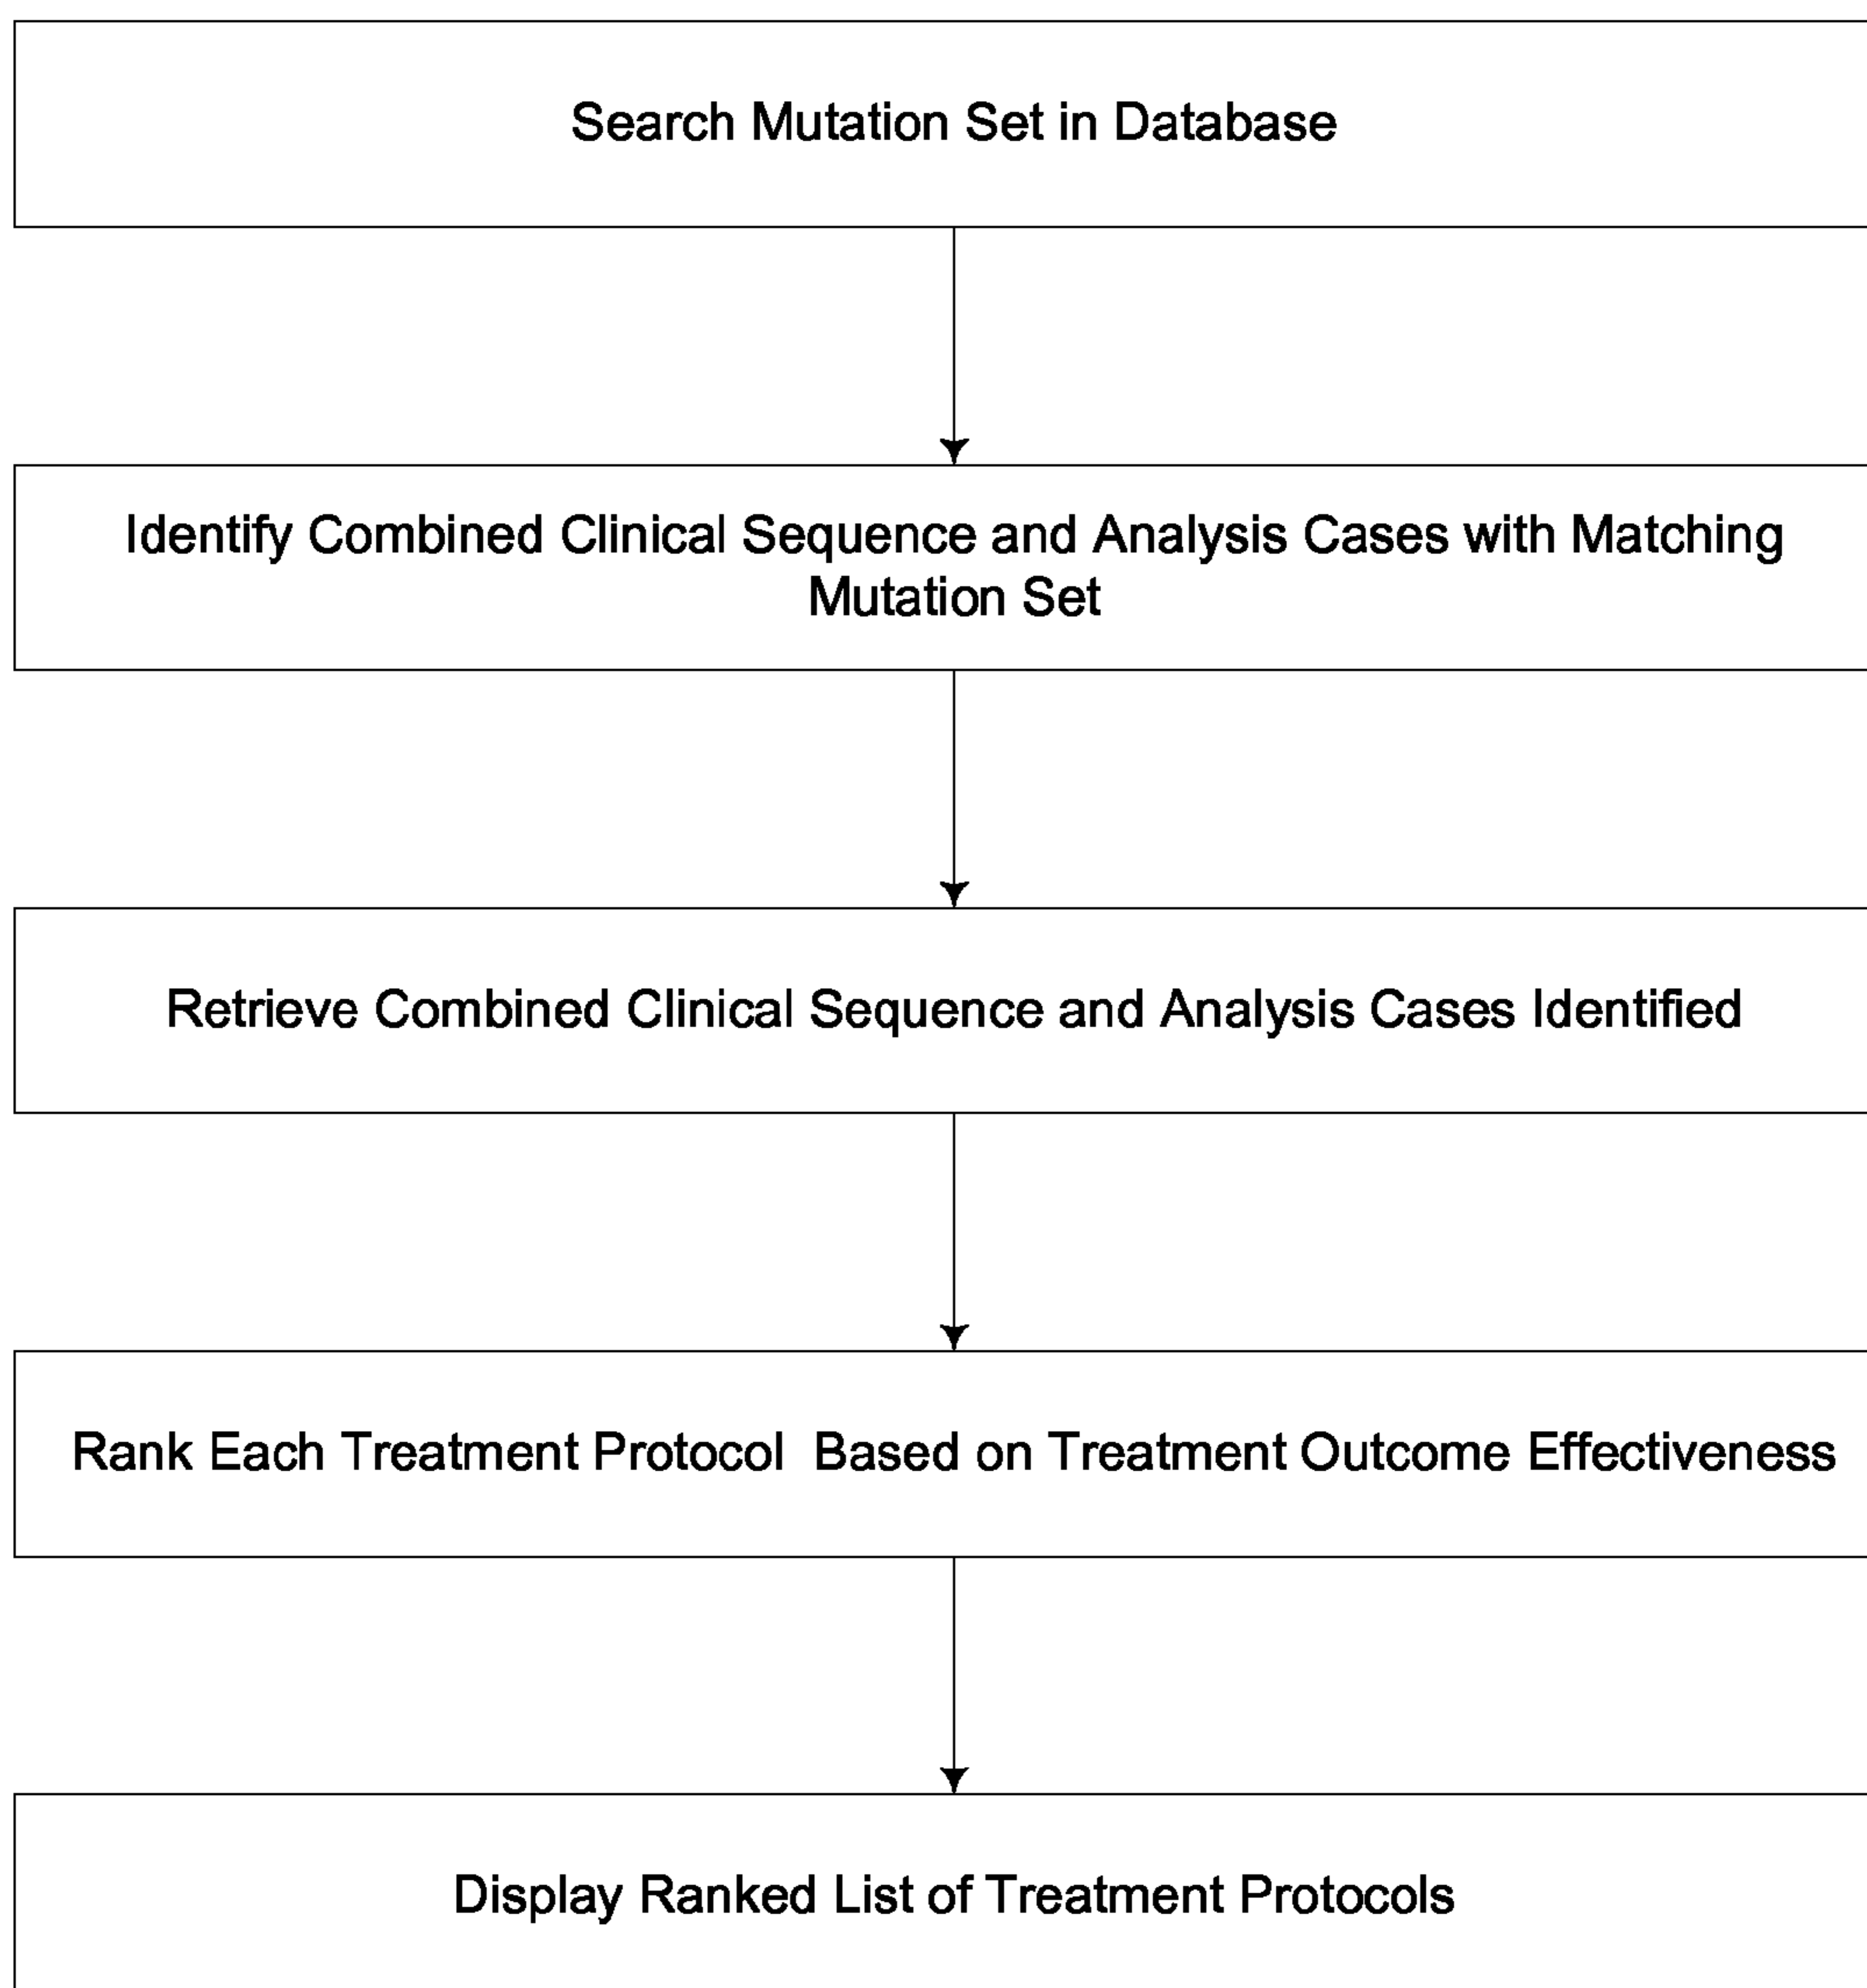 Search Mutation Set in Database
Identify Combined Clinical Sequence and Analysis Cases with Matching
Mutation Set
Retrieve Combined Clinical Sequence and Analysis Cases Identified
Rank Each Treatment Protocol  Based on Treatment Outcome Effectiveness
Display Ranked List of Treatment Protocols